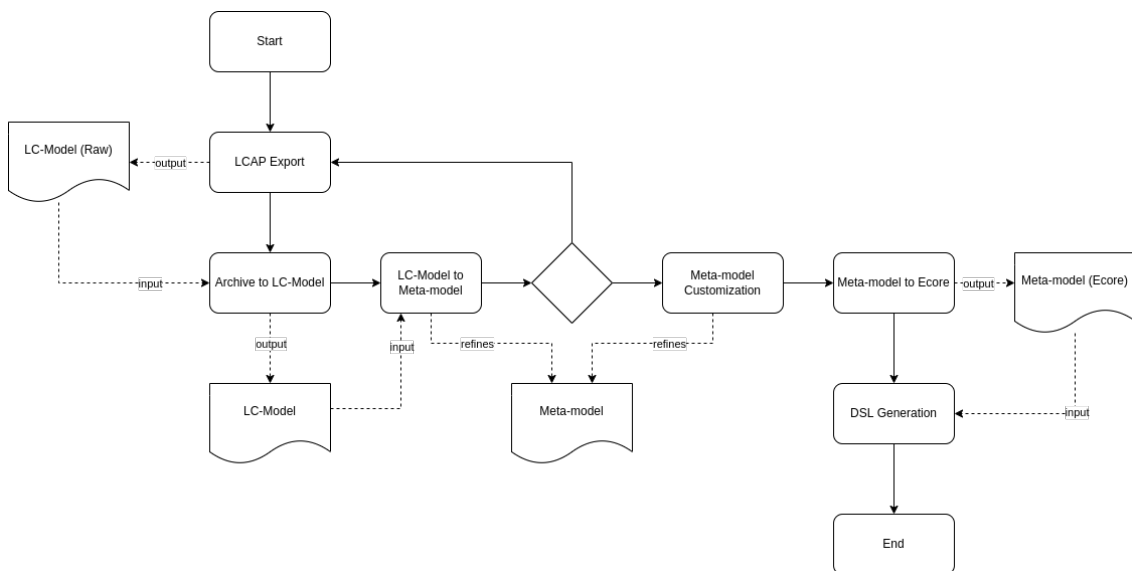 Start
LC-Model (Raw)
output
LCAP Export
input
Archive to LC-Model
LC-Model to
Meta-model
Meta-model
Customization
Meta-model to Ecore
output
Meta-model (Ecore)
output
input
refines
refines
LC-Model
Meta-model
DSL Generation
input
End